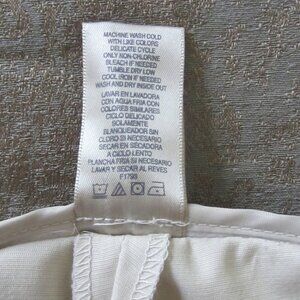 MACHINE WASH COLD
WITH LIKE COLORS
DELICATE CYCLE
ONLY NON-CHLORINE
BLEACH IF NEEDED
TUMBLE DRY LOW
COOL IRON IF NEEDED
WASH AND DRY INSIDE OUT
LAVAR EN LAVADORA
CON AGUA FRIA CON
COLORES SIMILARES
CICLO DELICADO
SOLAMENTE
BLANQUEADOR SIN
CLORO SI NECESARIO
SECAR EN SECADORA
A CICLO LENTO
PLANCHA FRIA SI NECESARIO
LAVAR Y SECAR AL REVES
F1793